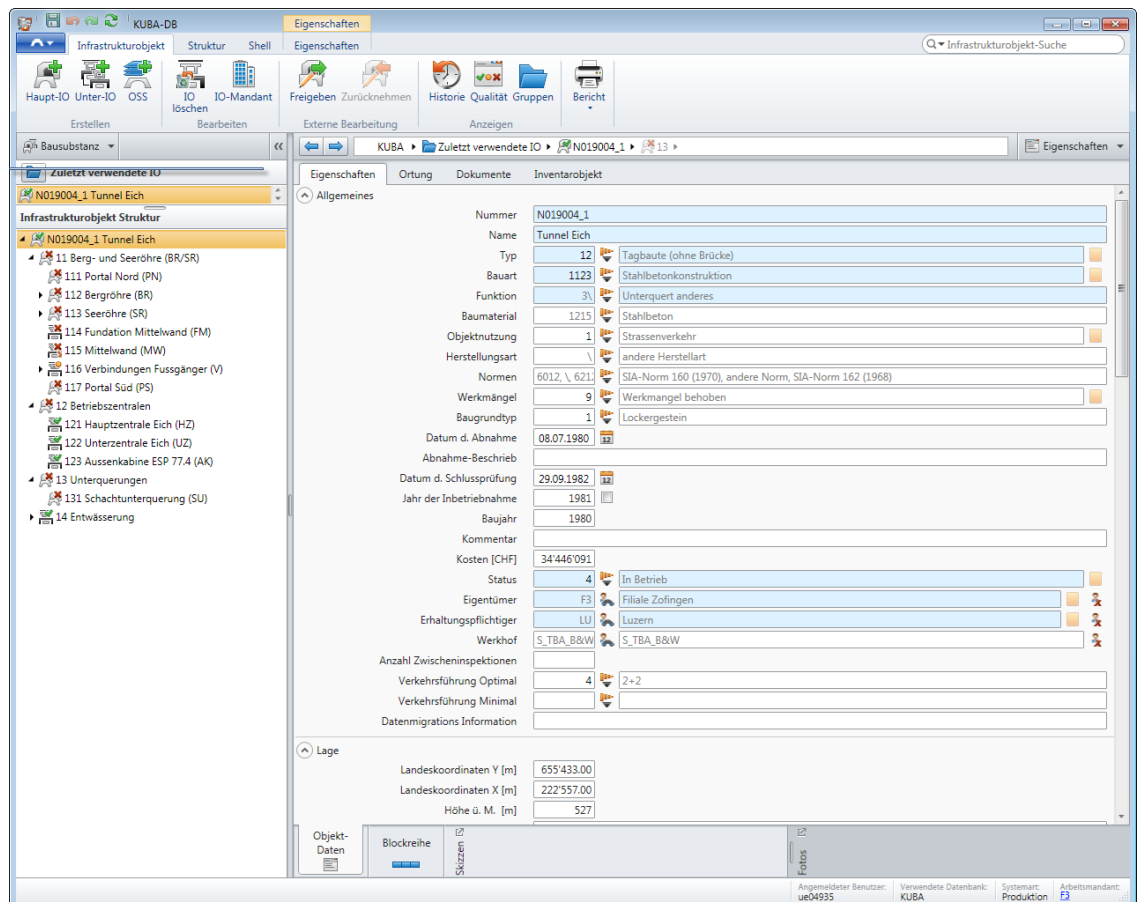 KUBA-DB
Eigenschaften
Infrastrukturobjekt Struktur Shell Eigenschaften
Infrastrukturobjekt-Suche
Haupt-IO Unter-IO OSS IO löschen IO-Mandant Freigeben Zurücknehmen Historie Qualität Gruppen Bericht
Erstellen Bearbeiten Externe Bearbeitung Anzeigen
Bausubstanz
KUBA Zuletzt verwendete IO N019004_1 13
Eigenschaften
Zuletzt verwendete IO
N019004_1 Tunnel Eich
Infrastrukturobjekt Struktur
N019004_1 Tunnel Eich
11 Berg- und Seeröhre (BR/SR)
111 Portal Nord (PN)
112 Bergröhre (BR)
113 Seeröhre (SR)
114 Fundation Mittelwand (FM)
115 Mittelwand (MW)
116 Verbindungen Fussgänger (V)
117 Portal Süd (PS)
12 Betriebszentralen
121 Hauptzentrale Eich (HZ)
122 Unterzentrale Eich (UZ)
123 Aussenkabine ESP 77.4 (AK)
13 Unterquerungen
131 Schachtunterquerung (SU)
14 Entwässerung
Eigenschaften Ortung Dokumente Inventarobjekt
Allgemeines
Nummer N019004_1
Name Tunnel Eich
Typ 12 Tagbaute (ohne Brücke)
Bauart 1123 Stahlbetonkonstruktion
Funktion 3\ Unterquert anderes
Baumaterial 1215 Stahlbeton
Objektnutzung 1 Strassenverkehr
Herstellungsart \ andere Herstellart
Normen 6012, \, 621 SIA-Norm 160 (1970), andere Norm, SIA-Norm 162 (1968)
Werkmängel 9 Werkmangel behoben
Baugrundtyp 1 Lockergestein
Datum d. Abnahme 08.07.1980 12
Abnahme-Beschrieb
Datum d. Schlussprüfung 29.09.1982 12
Jahr der Inbetriebnahme 1981
Baujahr 1980
Kommentar
Kosten [CHF] 34'446'091
Status 4 In Betrieb
Eigentümer F3 Filiale Zofingen
Erhaltungspflichtiger LU Luzern
Werkhof S_TBA_B&W S_TBA_B&W
Anzahl Zwischeninspektionen
Verkehrsführung Optimal 4 2+2
Verkehrsführung Minimal
Datenmigrations Information
Lage
Landeskoordinaten Y [m] 655'433.00
Landeskoordinaten X [m] 222'557.00
Höhe ü. M. [m] 527
Objekt-
Daten
Blockreihe
Skizzen
Fotos
Angemeldeter Benutzer: Verwendete Datenbank: Systemart: Arbeitsmandant:
ue04935 KUBA Produktion F3